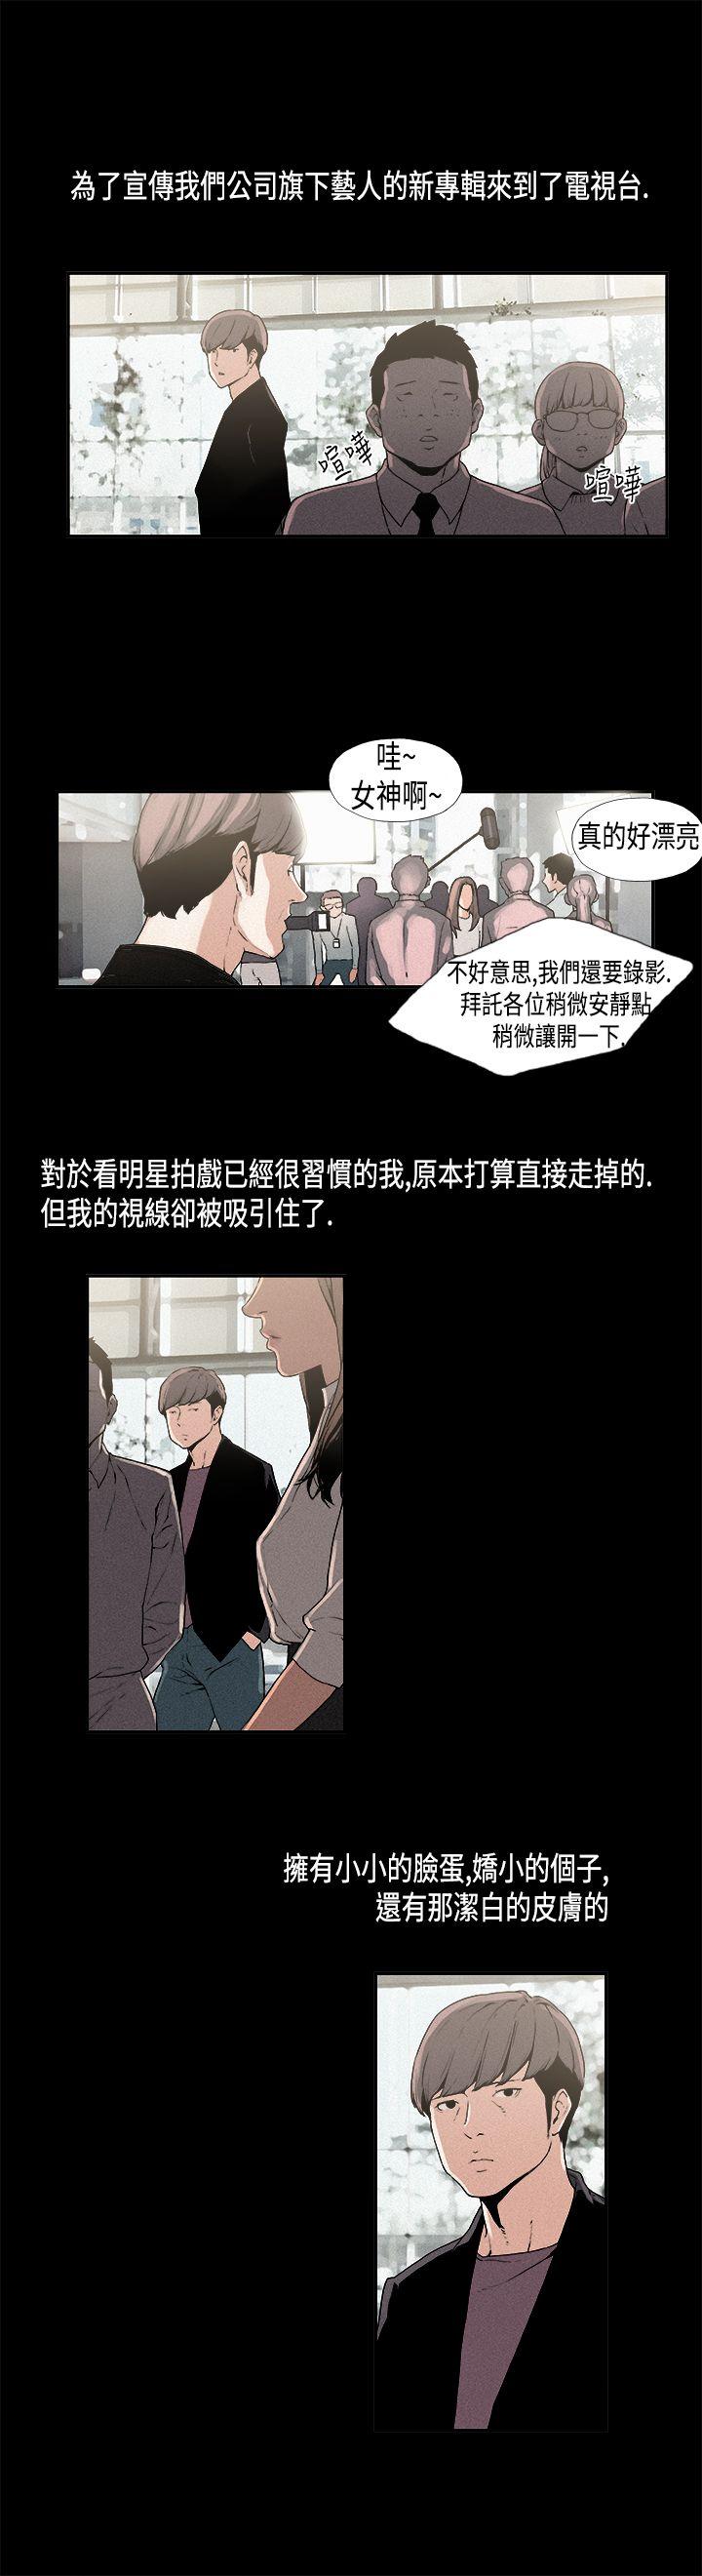 為了宣傳我們公司旗下藝人的新專輯來到了電視台.
喧嘩
喧嘩
哇~
女神啊~
真的好漂亮
不好意思,我們還要錄影.
拜託各位稍微安靜點
稍微讓開一下.
對於看明星拍戲已經很習慣的我,原本打算直接走掉的.
但我的視線卻被吸引住了.
擁有小小的臉蛋,嬌小的個子,
還有那潔白的皮膚的